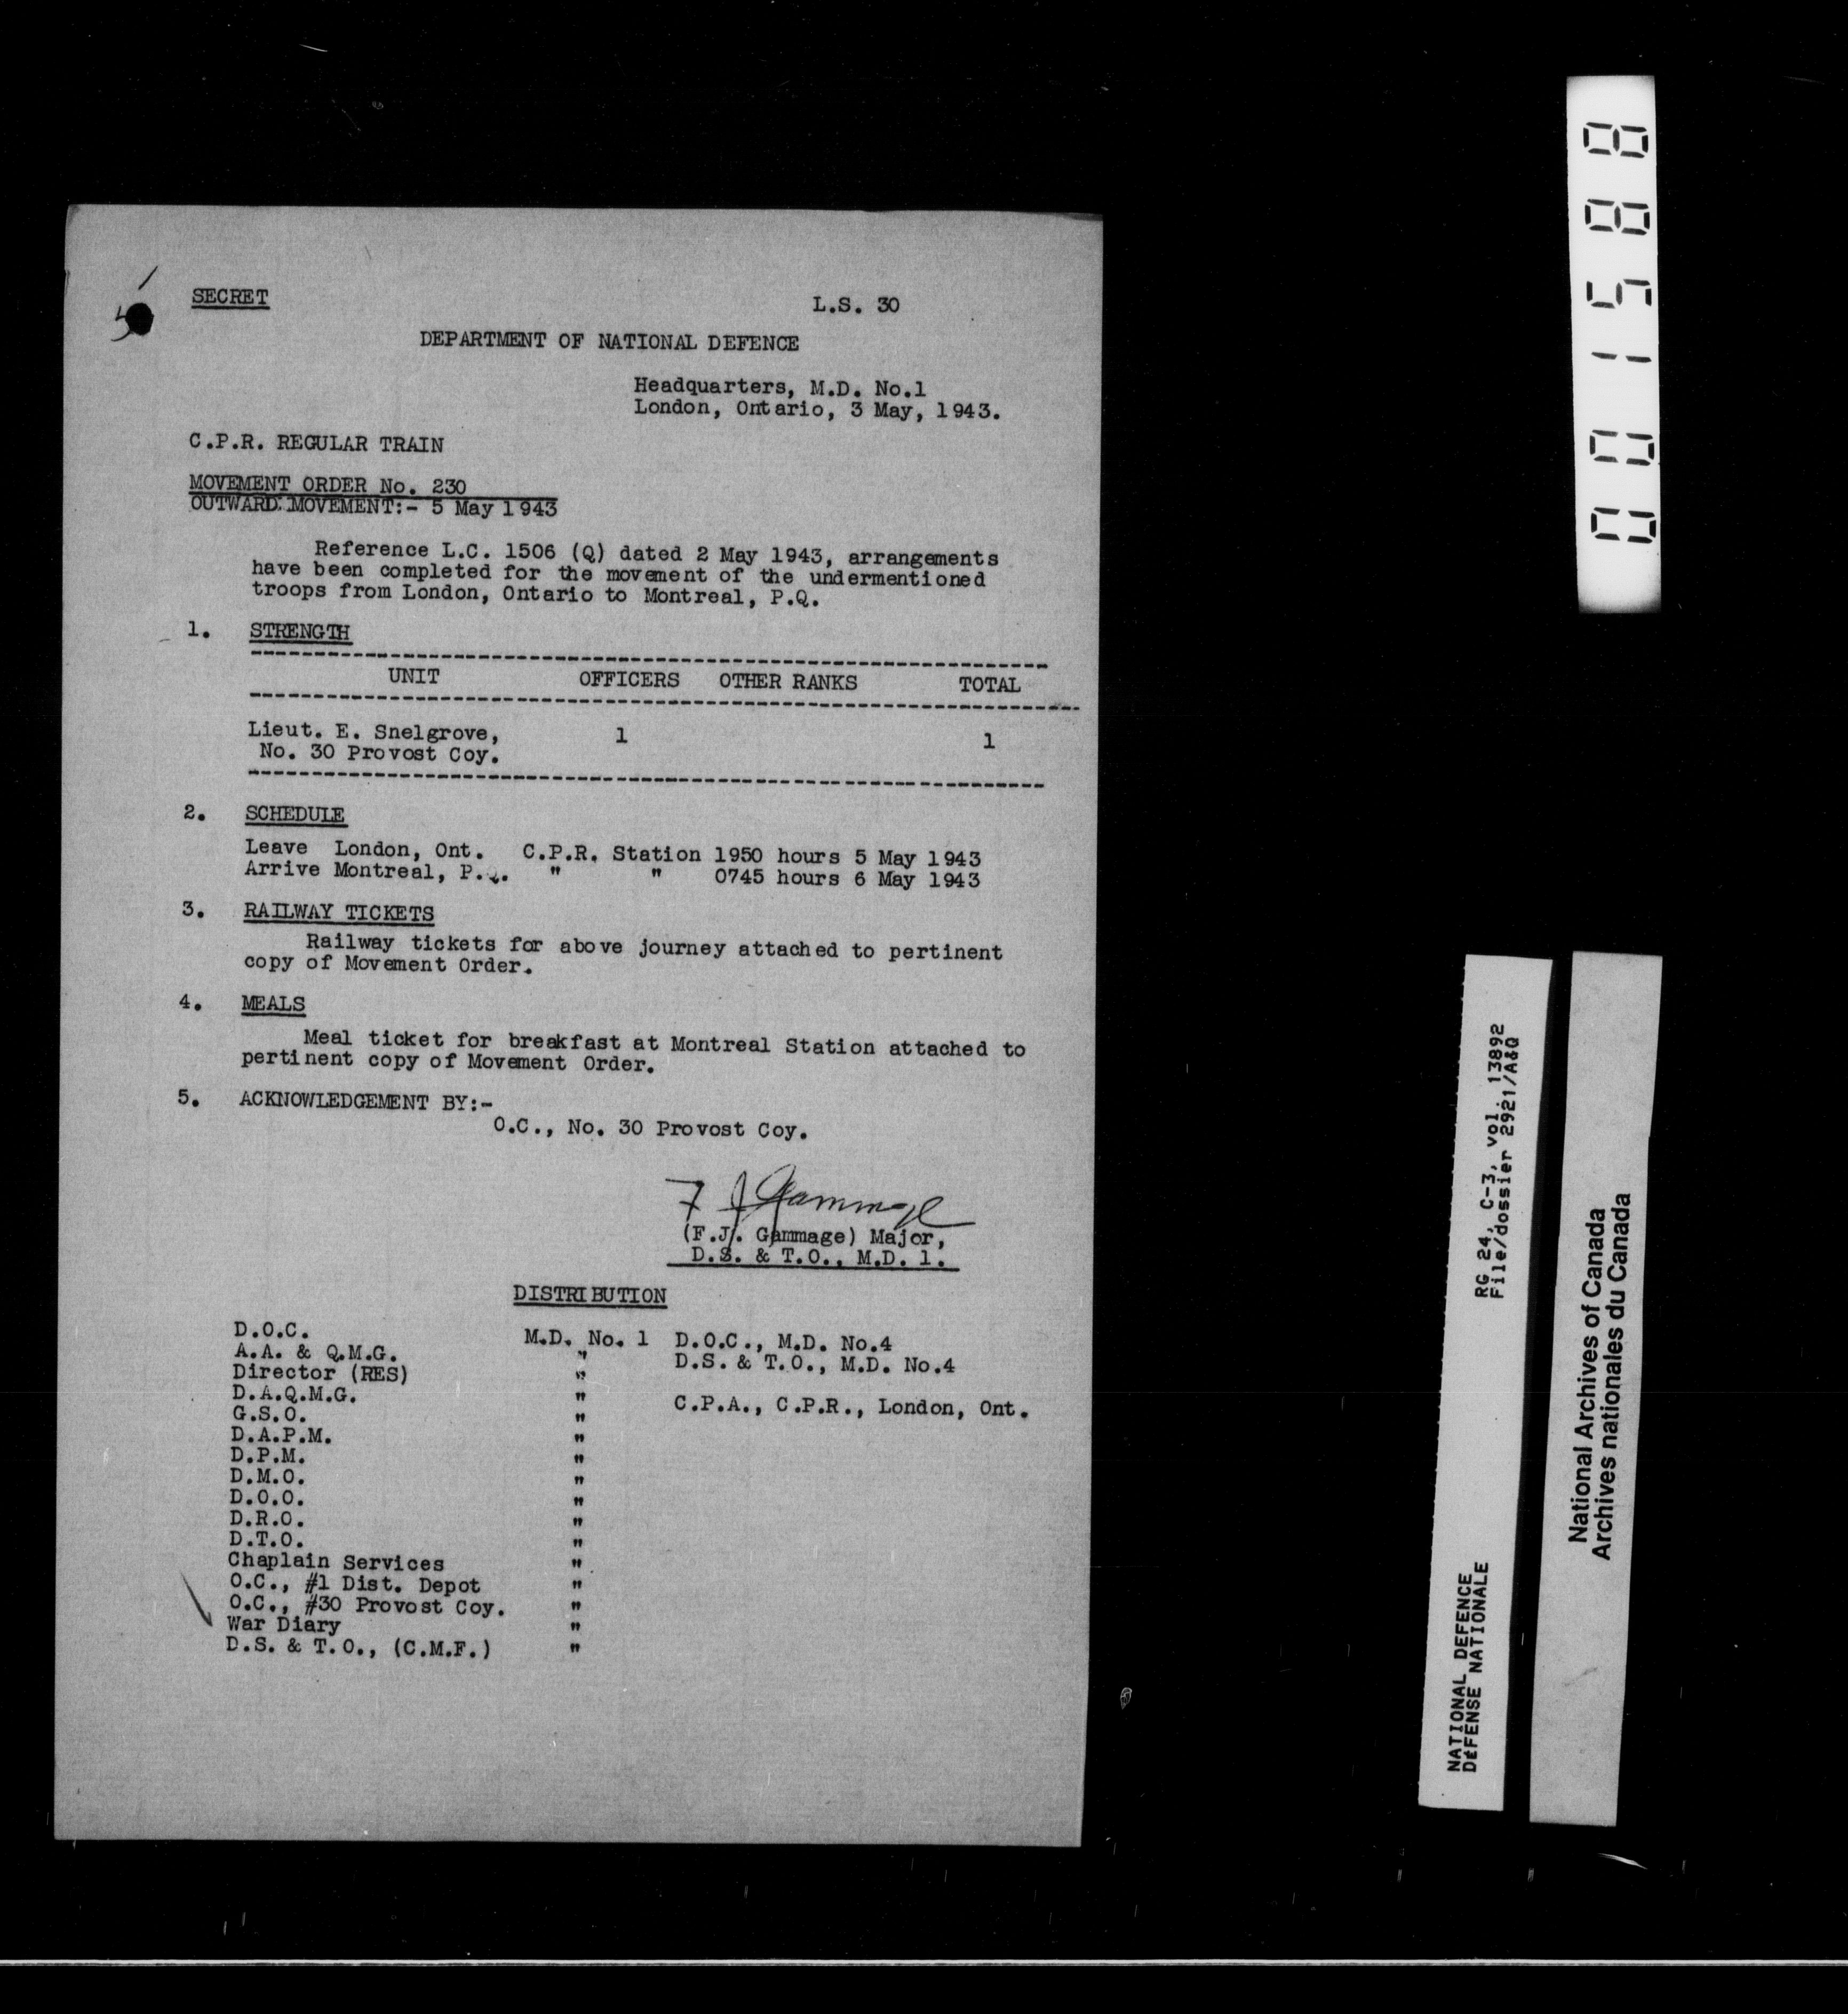 SECRET
L.S. 30
DEPARTMENT OF NATIONAL DEFENCE
Headquarters, M.D. No.1
London, Ontario, 3 May, 1943.
C.P.R. REGULAR TRAIN
MOVEMENT ORDER No. 230
OUTWARD MOVEMENT:- 5 May 1943
Reference L.C. 1506 (Q) dated 2 May 1943, arrangements
have been completed for the movement of the undermentioned
troops from London, Ontario to Montreal, P.Q.
1. STRENGTH
UNIT OFFICERS OTHER RANKS TOTAL
Lieut. E. Snelgrove, 1 1
No. 30 Provost Coy.
2. SCHEDULE
Leave London, Ont. C.P.R. Station 1950 hours 5 May 1943
Arrive Montreal, P.Q. " " 0745 hours 6 May 1943
3. RAILWAY TICKETS
Railway tickets for above journey attached to pertinent
copy of Movement Order.
4. MEALS
Meal ticket for breakfast at Montreal Station attached to
pertinent copy of Movement Order.
5. ACKNOWLEDGEMENT BY:-
O.C., No. 30 Provost Coy.
F J Gammage
(F.J. Gammage) Major,
D.S. & T.O., M.D. 1.
DISTRIBUTION
D.O.C. M.D. No. 1 D.O.C., M.D. No.4
A.A. & Q.M.G. " D.S. & T.O., M.D. No.4
Director (RES) "
D.A.Q.M.G. " C.P.A., C.P.R., London, Ont.
G.S.O. "
D.A.P.M. "
D.P.M. "
D.M.O. "
D.O.O. "
D.R.O. "
D.T.O. "
Chaplain Services "
O.C., #1 Dist. Depot "
O.C., #30 Provost Coy. "
War Diary "
D.S. & T.O., (C.M.F.) "
001588
NATIONAL DEFENCE RG 24, C-3, vol. 13892
DÉFENSE NATIONALE File/dossier 2921/A&Q
National Archives of Canada
Archives nationales du Canada